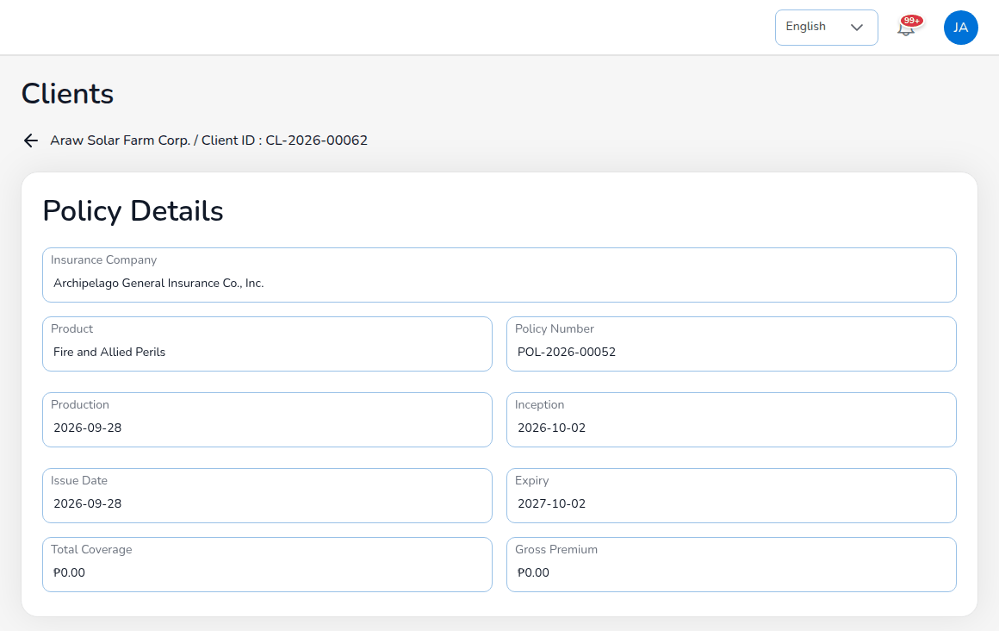 English
99+
JA
Clients
Araw Solar Farm Corp. / Client ID : CL-2026-00062
Policy Details
Insurance Company
Archipelago General Insurance Co., Inc.
Product
Fire and Allied Perils
Policy Number
POL-2026-00052
Production
2026-09-28
Inception
2026-10-02
Issue Date
2026-09-28
Expiry
2027-10-02
Total Coverage
₱0.00
Gross Premium
₱0.00